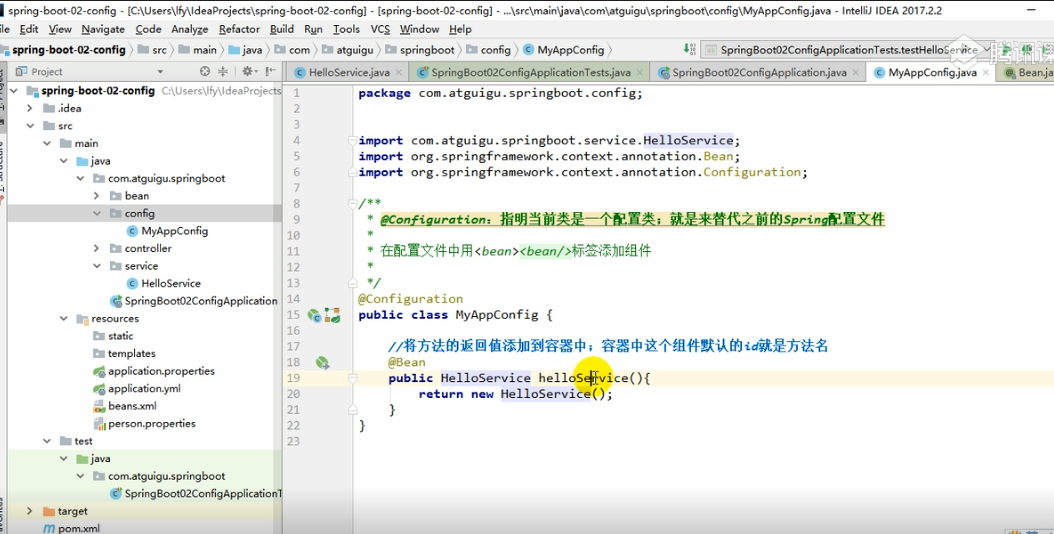 spring-boot-02-config - [C:\Users\lfy\IdeaProjects\spring-boot-02-config] - [spring-boot-02-config] - ...\src\main\java\com\atguigu\springboot\config\MyAppConfig.java - IntelliJ IDEA 2017.2.2
File Edit View Navigate Code Analyze Refactor Build Run Tools VCS Window Help
spring-boot-02-config src main java com atguigu springboot config MyAppConfig SpringBoot02ConfigApplicationTests.testHelloService
Project
HelloService.java SpringBoot02ConfigApplicationTests.java SpringBoot02ConfigApplication.java MyAppConfig.java Bean.ja
spring-boot-02-config C:\Users\lfy\IdeaProjects
.idea
src
main
java
com.atguigu.springboot
bean
config
MyAppConfig
controller
service
HelloService
SpringBoot02ConfigApplication
resources
static
templates
application.properties
application.yml
beans.xml
person.properties
test
java
com.atguigu.springboot
SpringBoot02ConfigApplicationT
target
pom.xml
1 package com.atguigu.springboot.config;
2
3
4 import com.atguigu.springboot.service.HelloService;
5 import org.springframework.context.annotation.Bean;
6 import org.springframework.context.annotation.Configuration;
7
8 /**
9 * @Configuration：指明当前类是一个配置类；就是来替代之前的Spring配置文件
10 *
11 * 在配置文件中用<bean><bean/>标签添加组件
12 *
13 */
14 @Configuration
15 public class MyAppConfig {
16
17 //将方法的返回值添加到容器中；容器中这个组件默认的id就是方法名
18 @Bean
19 public HelloService helloService(){
20 return new HelloService();
21 }
22 }
23